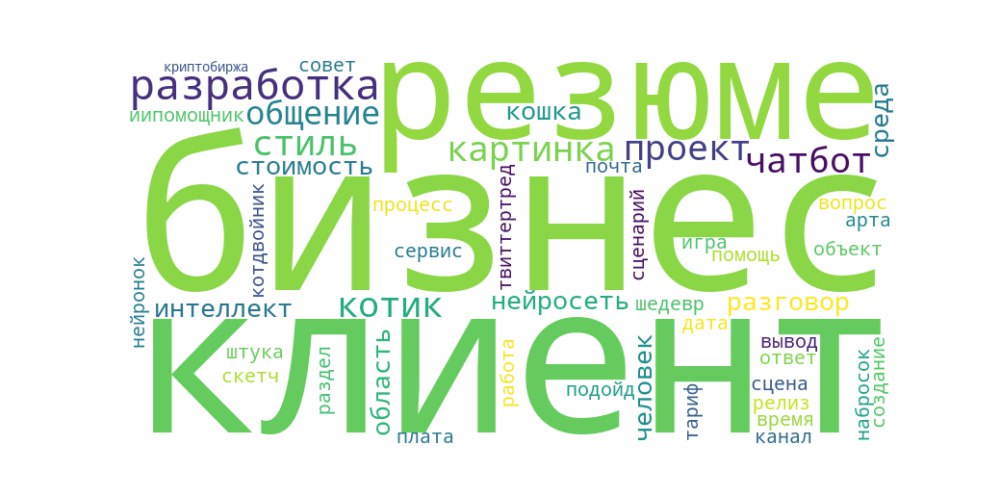 криптобиржа
совет
резюме
разработка
иипомощник
общение
кошка
среда
стиль
картинка
проект
чатбот
стоимость
почта
бизнес
котдвойник
процесс
твиттертред
сценарий
вопрос
арта
сервис
игра
помощь
объект
нейронок
интеллект
котик
нейросеть
шедевр
разговор
дата
клиент
штука
скетч
раздел
область
работа
подойд
человек
тариф
вывод
ответ
сцена
релиз
время
канал
набросок
создание
плата